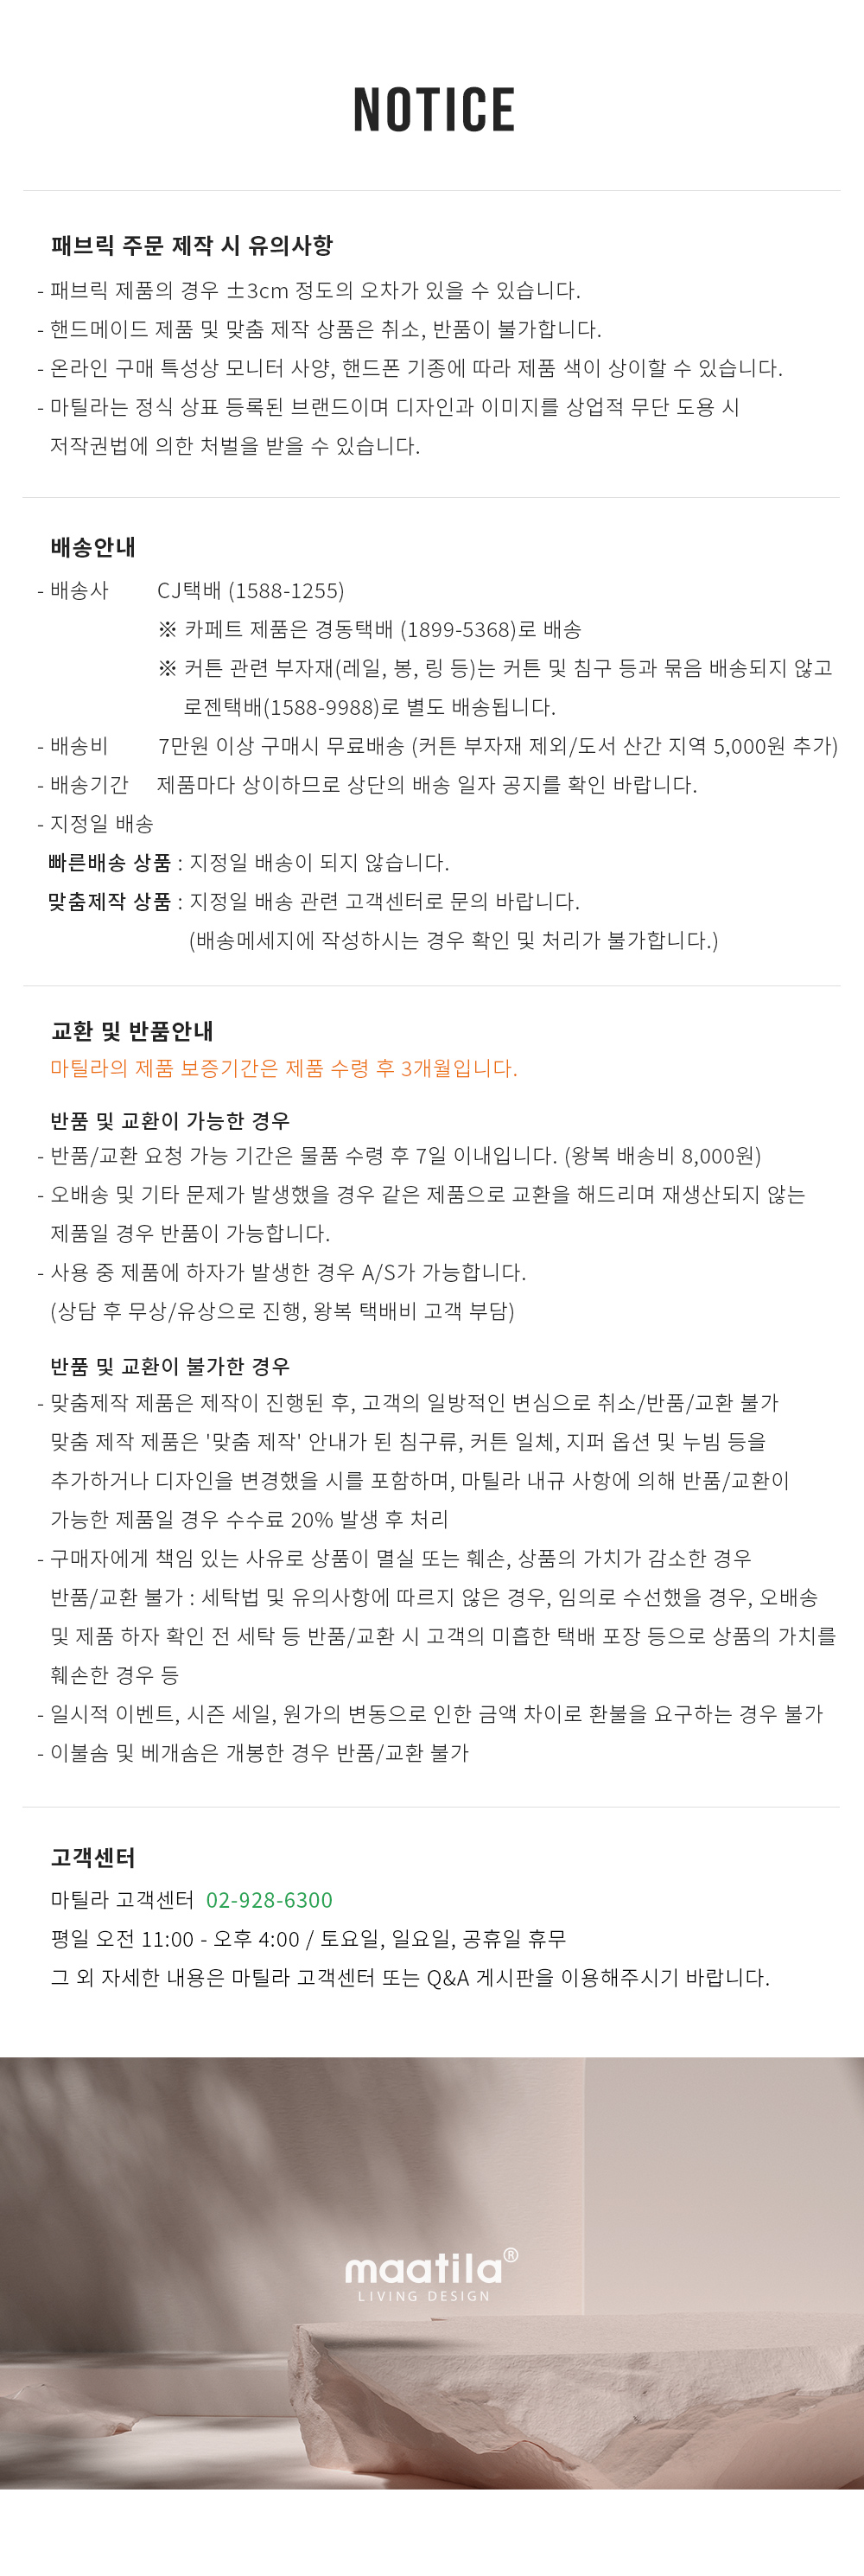 NOTICE
패브릭 주문 제작 시 유의사항
- 패브릭 제품의 경우 ±3cm 정도의 오차가 있을 수 있습니다.
- 핸드메이드 제품 및 맞춤 제작 상품은 취소, 반품이 불가합니다.
- 온라인 구매 특성상 모니터 사양, 핸드폰 기종에 따라 제품 색이 상이할 수 있습니다.
- 마틸라는 정식 상표 등록된 브랜드이며 디자인과 이미지를 상업적 무단 도용 시
저작권법에 의한 처벌을 받을 수 있습니다.
배송안내
- 배송사 CJ택배 (1588-1255)
※ 카페트 제품은 경동택배 (1899-5368)로 배송
※ 커튼 관련 부자재(레일, 봉, 링 등)는 커튼 및 침구 등과 묶음 배송되지 않고
로젠택배(1588-9988)로 별도 배송됩니다.
- 배송비 7만원 이상 구매시 무료배송 (커튼 부자재 제외/도서 산간 지역 5,000원 추가)
- 배송기간 제품마다 상이하므로 상단의 배송 일자 공지를 확인 바랍니다.
- 지정일 배송
빠른배송 상품 : 지정일 배송이 되지 않습니다.
맞춤제작 상품 : 지정일 배송 관련 고객센터로 문의 바랍니다.
(배송메세지에 작성하시는 경우 확인 및 처리가 불가합니다.)
교환 및 반품안내
마틸라의 제품 보증기간은 제품 수령 후 3개월입니다.
반품 및 교환이 가능한 경우
- 반품/교환 요청 가능 기간은 물품 수령 후 7일 이내입니다. (왕복 배송비 8,000원)
- 오배송 및 기타 문제가 발생했을 경우 같은 제품으로 교환을 해드리며 재생산되지 않는
제품일 경우 반품이 가능합니다.
- 사용 중 제품에 하자가 발생한 경우 A/S가 가능합니다.
(상담 후 무상/유상으로 진행, 왕복 택배비 고객 부담)
반품 및 교환이 불가한 경우
- 맞춤제작 제품은 제작이 진행된 후, 고객의 일방적인 변심으로 취소/반품/교환 불가
맞춤 제작 제품은 '맞춤 제작' 안내가 된 침구류, 커튼 일체, 지퍼 옵션 및 누빔 등을
추가하거나 디자인을 변경했을 시를 포함하며, 마틸라 내규 사항에 의해 반품/교환이
가능한 제품일 경우 수수료 20% 발생 후 처리
- 구매자에게 책임 있는 사유로 상품이 멸실 또는 훼손, 상품의 가치가 감소한 경우
반품/교환 불가 : 세탁법 및 유의사항에 따르지 않은 경우, 임의로 수선했을 경우, 오배송
및 제품 하자 확인 전 세탁 등 반품/교환 시 고객의 미흡한 택배 포장 등으로 상품의 가치를
훼손한 경우 등
- 일시적 이벤트, 시즌 세일, 원가의 변동으로 인한 금액 차이로 환불을 요구하는 경우 불가
- 이불솜 및 베개솜은 개봉한 경우 반품/교환 불가
고객센터
마틸라 고객센터 02-928-6300
평일 오전 11:00 - 오후 4:00 / 토요일, 일요일, 공휴일 휴무
그 외 자세한 내용은 마틸라 고객센터 또는 Q&A 게시판을 이용해주시기 바랍니다.
maatila®
LIVING DESIGN